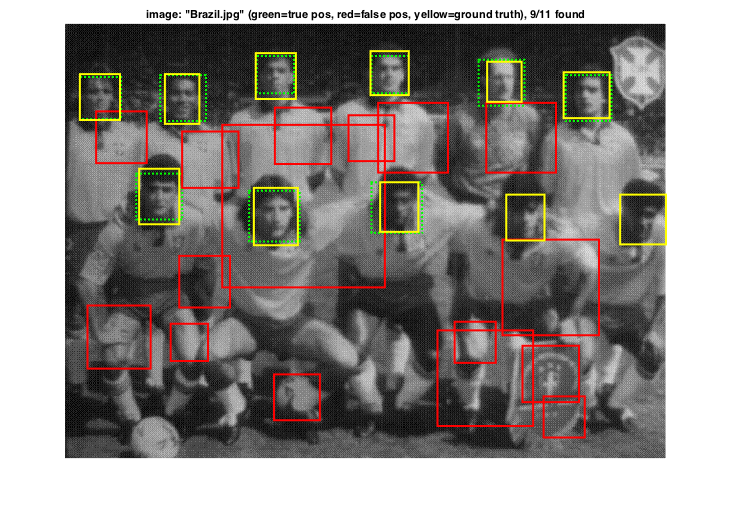 image: "Brazil.jpg" (green=true pos, red=false pos, yellow=ground truth), 9/11 found